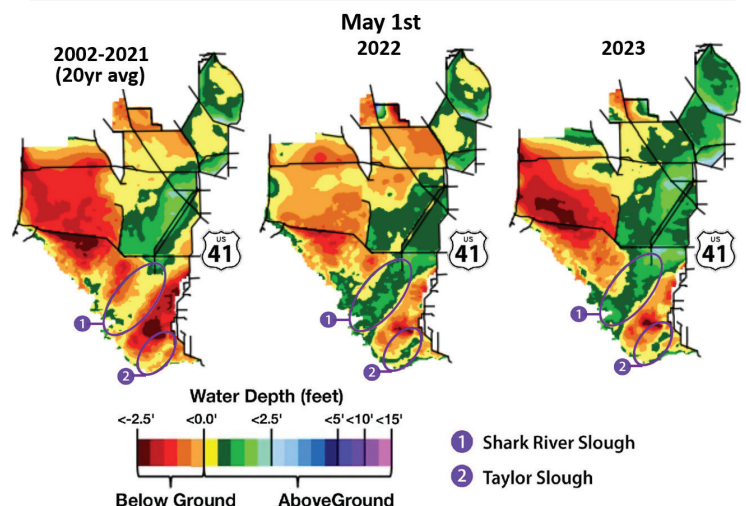 May 1st
2002-2021
(20yr avg)
2022
2023
US
41
US
41
US
41
1
2
1
2
1
2
Water Depth (feet)
<-2.5' <0.0' <2.5' <5' <10' <15'
Below Ground AboveGround
1 Shark River Slough
2 Taylor Slough